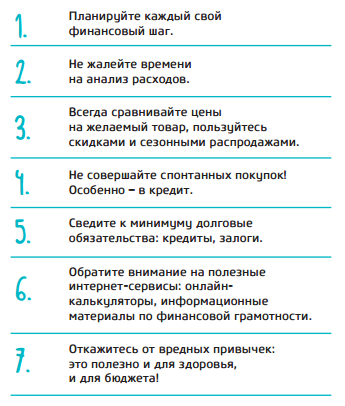 1.
Планируйте каждый свой
финансовый шаг.
2.
Не жалейте времени
на анализ расходов.
3.
Всегда сравнивайте цены
на желаемый товар, пользуйтесь
скидками и сезонными распродажами.
4.
Не совершайте спонтанных покупок!
Особенно – в кредит.
5.
Сведите к минимуму долговые
обязательства: кредиты, залоги.
6.
Обратите внимание на полезные
интернет-сервисы: онлайн-
калькуляторы, информационные
материалы по финансовой грамотности.
7.
Откажитесь от вредных привычек:
это полезно и для здоровья,
и для бюджета!